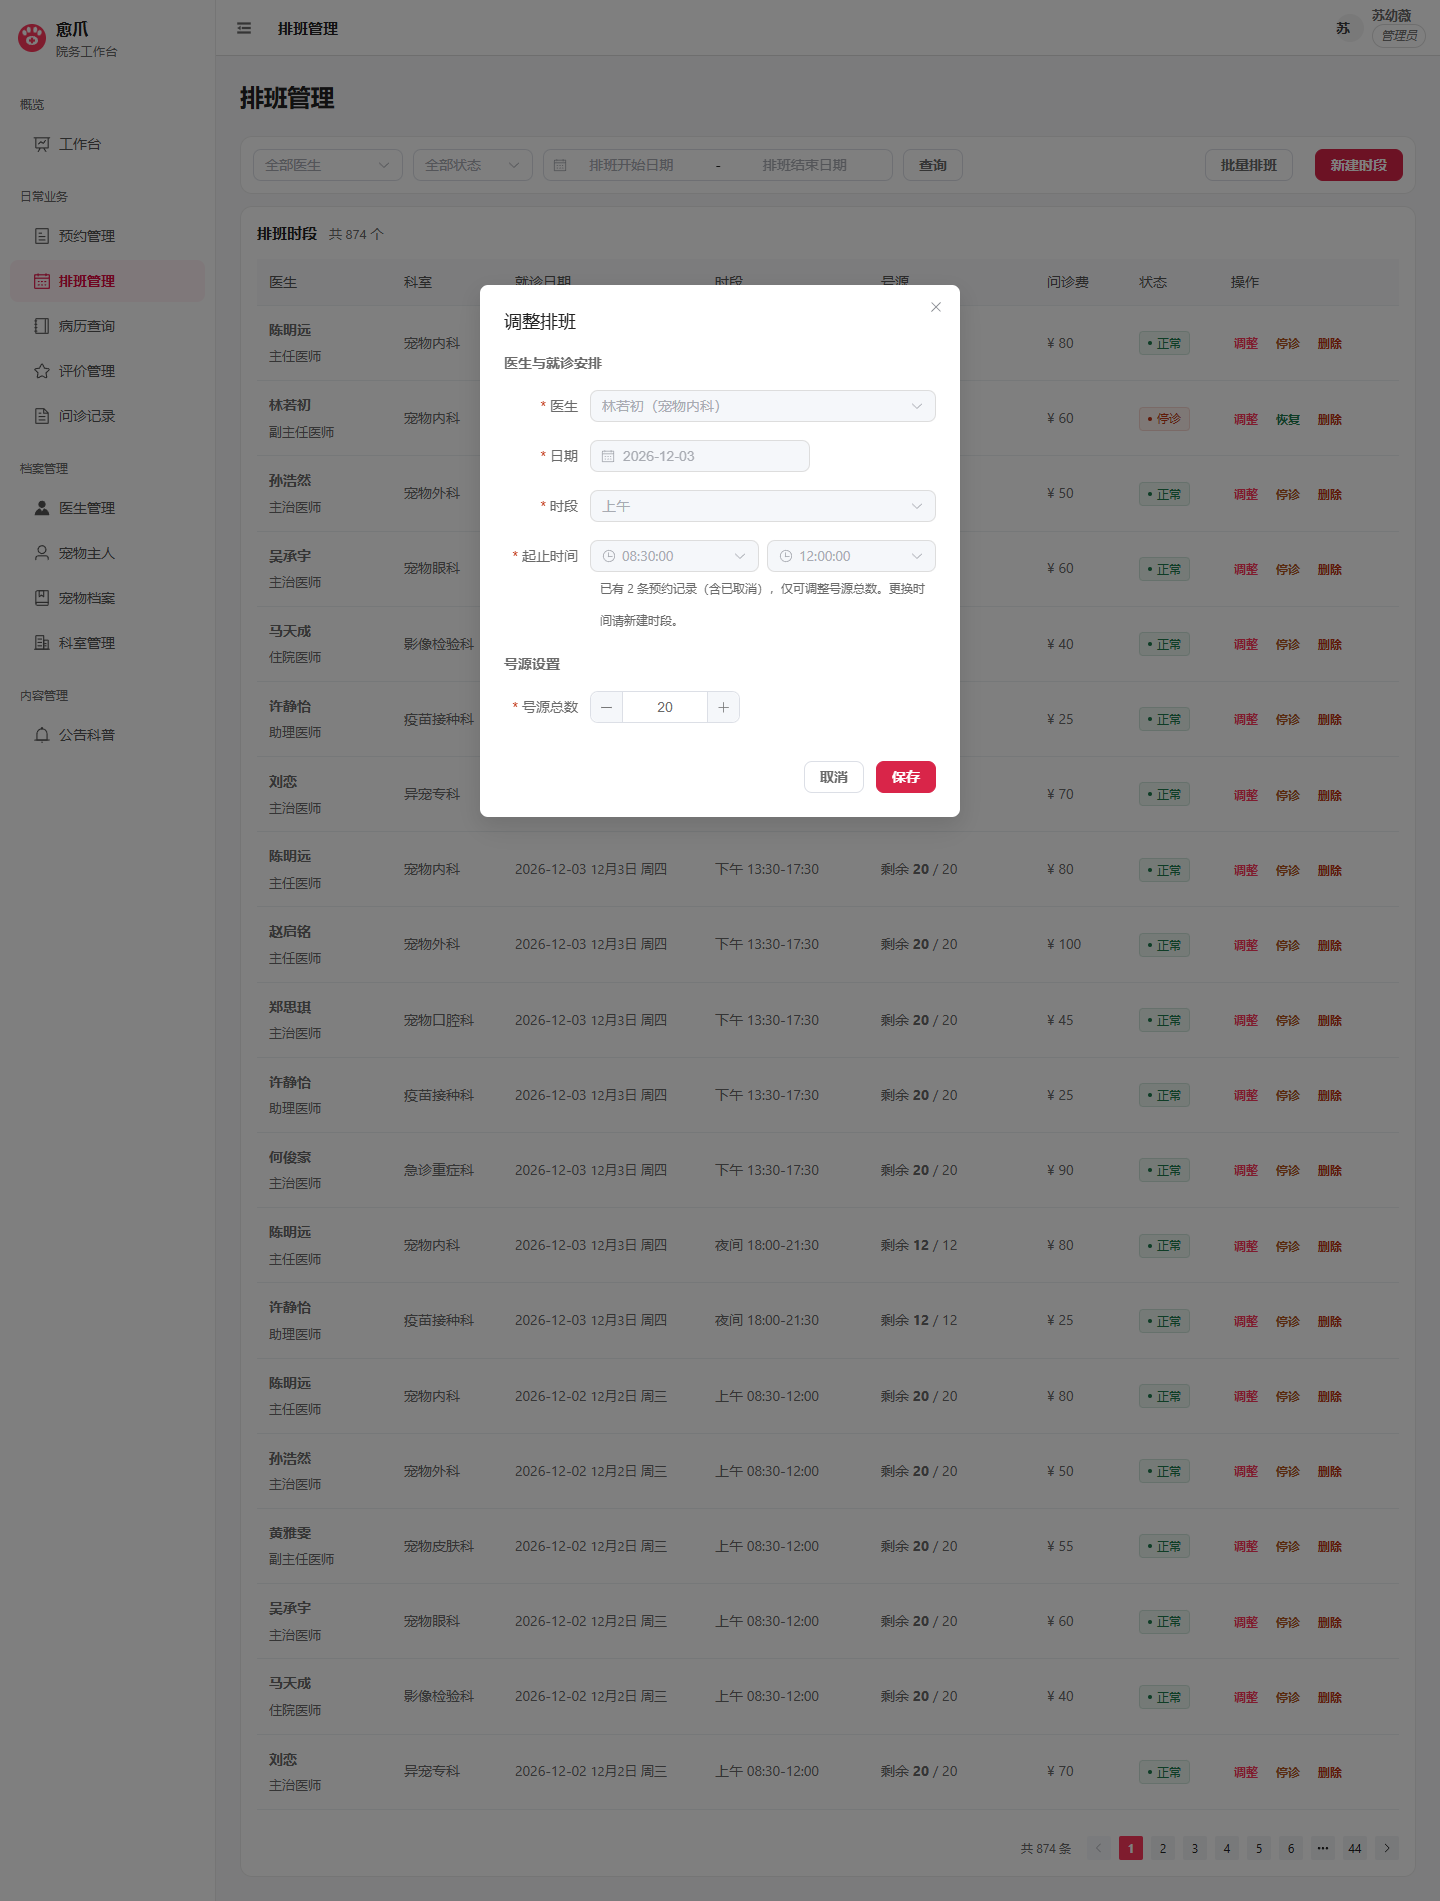 愈爪
院务工作台
概览
工作台
日常业务
预约管理
排班管理
病历查询
评价管理
问诊记录
档案管理
医生管理
宠物主人
宠物档案
科室管理
内容管理
公告科普
排班管理
苏
苏幼薇
管理员
排班管理
全部医生
全部状态
排班开始日期 - 排班结束日期
查询
批量排班
新建时段
排班时段 共 874 个
医生 科室 就诊日期 时段 号源 问诊费 状态 操作
陈明远
主任医师
宠物内科 ¥ 80 正常 调整 停诊 删除
林若初
副主任医师
宠物内科 ¥ 60 停诊 调整 恢复 删除
孙浩然
主治医师
宠物外科 ¥ 50 正常 调整 停诊 删除
吴承宇
主治医师
宠物眼科 ¥ 60 正常 调整 停诊 删除
马天成
住院医师
影像检验科 ¥ 40 正常 调整 停诊 删除
许静怡
助理医师
疫苗接种科 ¥ 25 正常 调整 停诊 删除
刘恋
主治医师
异宠专科 ¥ 70 正常 调整 停诊 删除
调整排班
医生与就诊安排
* 医生 林若初（宠物内科）
* 日期 2026-12-03
* 时段 上午
* 起止时间 08:30:00 12:00:00
已有 2 条预约记录（含已取消），仅可调整号源总数。更换时
间请新建时段。
号源设置
* 号源总数 20
取消 保存
陈明远
主任医师
宠物内科 2026-12-03 12月3日 周四 下午 13:30-17:30 剩余 20 / 20 ¥ 80 正常 调整 停诊 删除
赵启铭
主任医师
宠物外科 2026-12-03 12月3日 周四 下午 13:30-17:30 剩余 20 / 20 ¥ 100 正常 调整 停诊 删除
郑思琪
主治医师
宠物口腔科 2026-12-03 12月3日 周四 下午 13:30-17:30 剩余 20 / 20 ¥ 45 正常 调整 停诊 删除
许静怡
助理医师
疫苗接种科 2026-12-03 12月3日 周四 下午 13:30-17:30 剩余 20 / 20 ¥ 25 正常 调整 停诊 删除
何俊豪
主治医师
急诊重症科 2026-12-03 12月3日 周四 下午 13:30-17:30 剩余 20 / 20 ¥ 90 正常 调整 停诊 删除
陈明远
主任医师
宠物内科 2026-12-03 12月3日 周四 夜间 18:00-21:30 剩余 12 / 12 ¥ 80 正常 调整 停诊 删除
许静怡
助理医师
疫苗接种科 2026-12-03 12月3日 周四 夜间 18:00-21:30 剩余 12 / 12 ¥ 25 正常 调整 停诊 删除
陈明远
主任医师
宠物内科 2026-12-02 12月2日 周三 上午 08:30-12:00 剩余 20 / 20 ¥ 80 正常 调整 停诊 删除
孙浩然
主治医师
宠物外科 2026-12-02 12月2日 周三 上午 08:30-12:00 剩余 20 / 20 ¥ 50 正常 调整 停诊 删除
黄雅雯
副主任医师
宠物皮肤科 2026-12-02 12月2日 周三 上午 08:30-12:00 剩余 20 / 20 ¥ 55 正常 调整 停诊 删除
吴承宇
主治医师
宠物眼科 2026-12-02 12月2日 周三 上午 08:30-12:00 剩余 20 / 20 ¥ 60 正常 调整 停诊 删除
马天成
住院医师
影像检验科 2026-12-02 12月2日 周三 上午 08:30-12:00 剩余 20 / 20 ¥ 40 正常 调整 停诊 删除
刘恋
主治医师
异宠专科 2026-12-02 12月2日 周三 上午 08:30-12:00 剩余 20 / 20 ¥ 70 正常 调整 停诊 删除
共 874 条 1 2 3 4 5 6 ••• 44